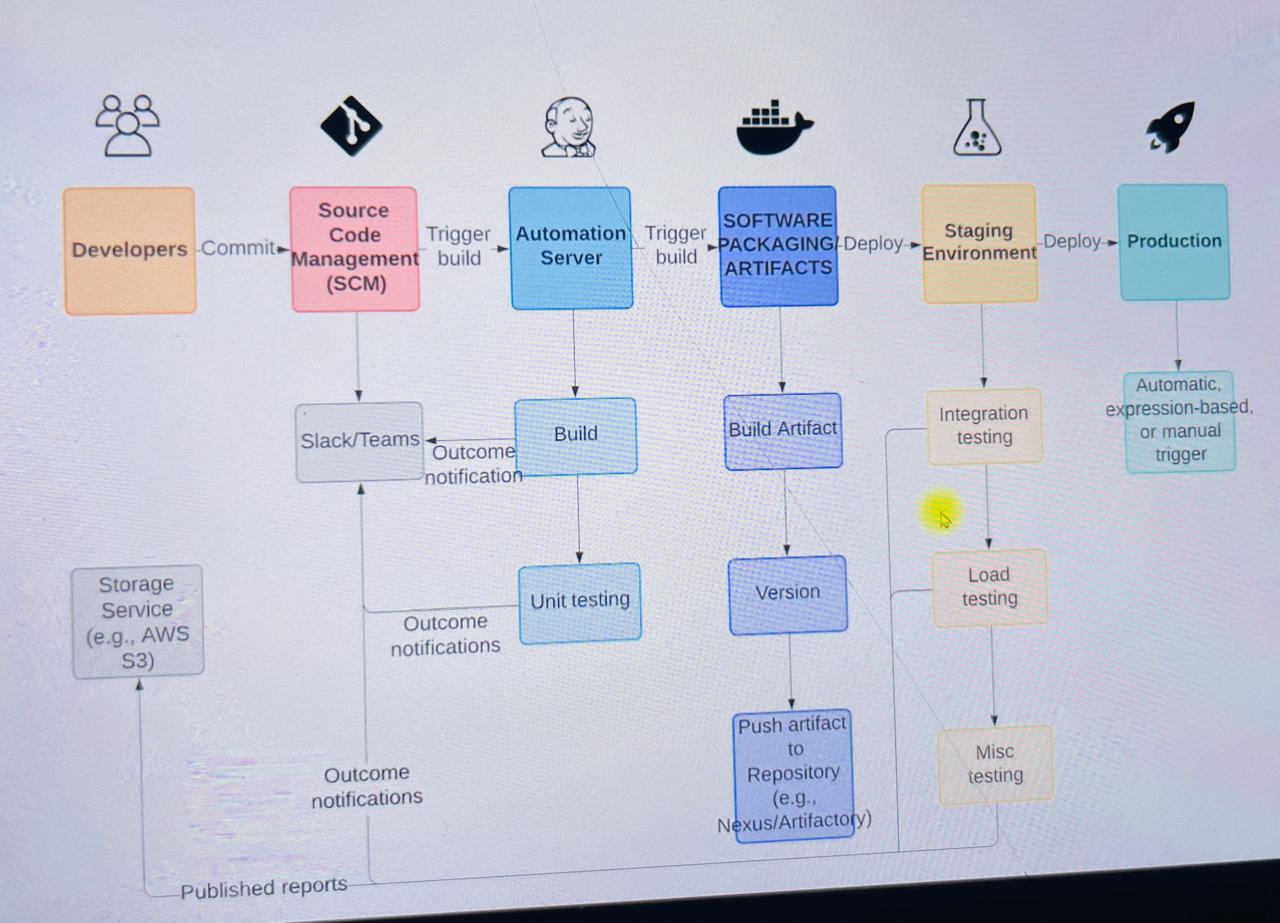 Developers
Commit
Source
Code
Management
(SCM)
Trigger
build
Automation
Server
Trigger
build
SOFTWARE
PACKAGING/
ARTIFACTS
Deploy
Staging
Environment
Deploy
Production
Slack/Teams
Outcome
notification
Build
Build Artifact
Integration
testing
Automatic,
expression-based,
or manual
trigger
Storage
Service
(e.g., AWS
S3)
Outcome
notifications
Unit testing
Version
Load
testing
Outcome
notifications
Push artifact
to
Repository
(e.g.,
Nexus/Artifactory)
Misc
testing
Published reports